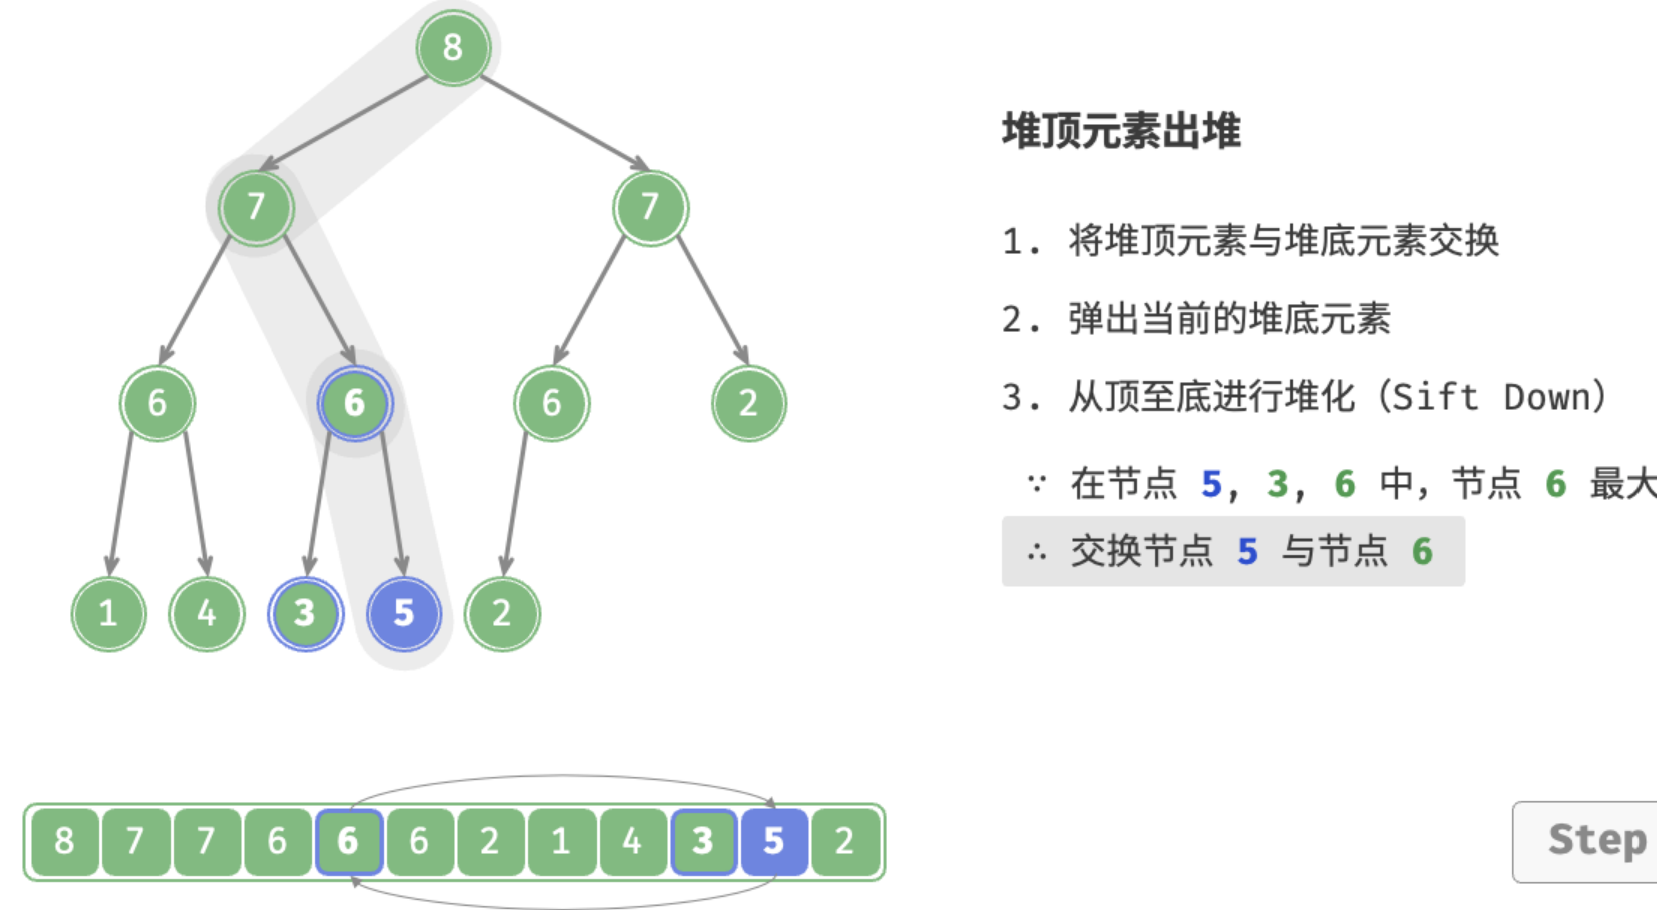 8
堆顶元素出堆
7 7
1. 将堆顶元素与堆底元素交换
2. 弹出当前的堆底元素
6 6 6 2
3. 从顶至底进行堆化（Sift Down）
∵ 在节点 5, 3, 6 中，节点 6 最大
∴ 交换节点 5 与节点 6
1 4 3 5 2
8 7 7 6 6 6 2 1 4 3 5 2
Step